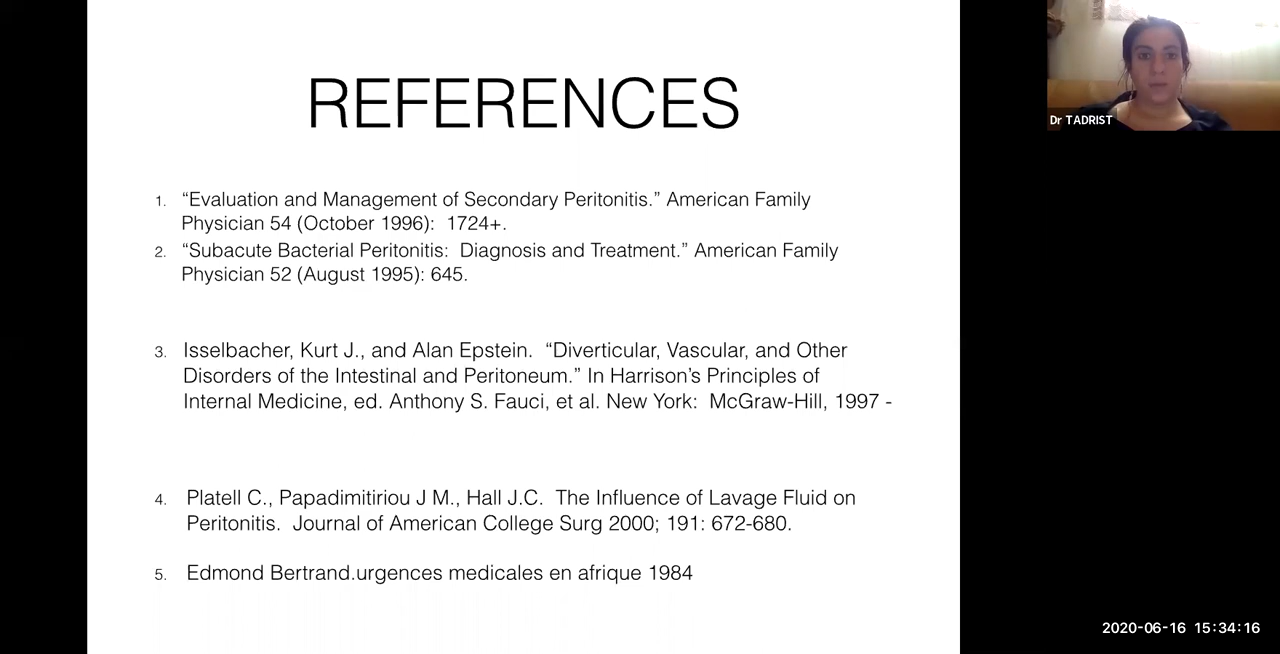 REFERENCES
1. “Evaluation and Management of Secondary Peritonitis.” American Family
Physician 54 (October 1996):  1724+.
2. “Subacute Bacterial Peritonitis:  Diagnosis and Treatment.” American Family
Physician 52 (August 1995): 645.
3. Isselbacher, Kurt J., and Alan Epstein.  “Diverticular, Vascular, and Other
Disorders of the Intestinal and Peritoneum.” In Harrison’s Principles of
Internal Medicine, ed. Anthony S. Fauci, et al. New York:  McGraw-Hill, 1997 -
4. Platell C., Papadimitiriou J M., Hall J.C.  The Influence of Lavage Fluid on
Peritonitis.  Journal of American College Surg 2000; 191: 672-680.
5. Edmond Bertrand.urgences medicales en afrique 1984
Dr TADRIST
2020-06-16 15:34:16